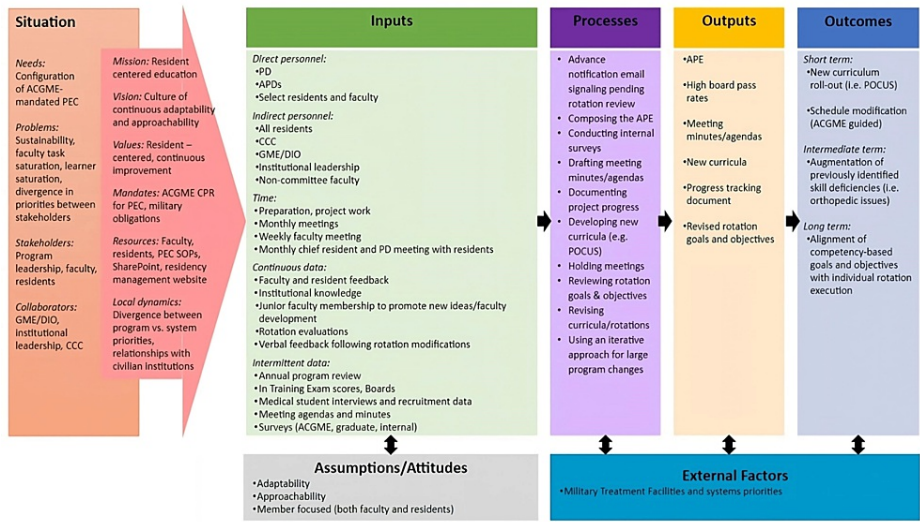 Situation
Needs:
Configuration
of ACGME-
mandated PEC
Problems:
Sustainability,
faculty task
saturation, learner
saturation,
divergence in
priorities between
stakeholders
Stakeholders:
Program
leadership, faculty,
residents
Collaborators:
GME/DIO,
institutional
leadership, CCC
Mission: Resident
centered education
Vision: Culture of
continuous adaptability
and approachability
Values: Resident –
centered, continuous
improvement
Mandates: ACGME CPR
for PEC, military
obligations
Resources: Faculty,
residents, PEC SOPs,
SharePoint, residency
management website
Local dynamics:
Divergence between
program vs. system
priorities,
relationships with
civilian institutions
Inputs
Direct personnel:
•PD
•APDs
•Select residents and faculty
Indirect personnel:
•All residents
•CCC
•GME/DIO
•Institutional leadership
•Non-committee faculty
Time:
•Preparation, project work
•Monthly meetings
•Weekly faculty meeting
•Monthly chief resident and PD meeting with residents
Continuous data:
•Faculty and resident feedback
•Institutional knowledge
•Junior faculty membership to promote new ideas/faculty
development
•Rotation evaluations
•Verbal feedback following rotation modifications
Intermittent data:
•Annual program review
•In Training Exam scores, Boards
•Medical student interviews and recruitment data
•Meeting agendas and minutes
•Surveys (ACGME, graduate, internal)
Processes
• Advance
notification email
signaling pending
rotation review
• Composing the APE
• Conducting internal
surveys
• Drafting meeting
minutes/agendas
• Documenting
project progress
• Developing new
curricula (e.g.
POCUS)
• Holding meetings
• Reviewing rotation
goals & objectives
• Revising
curricula/rotations
• Using an iterative
approach for large
program changes
Outputs
•APE
•High board pass
rates
•Meeting
minutes/agendas
•New curricula
•Progress tracking
document
•Revised rotation
goals and objectives
Outcomes
Short term:
•New curriculum
roll-out (i.e. POCUS)
•Schedule modification
(ACGME guided)
Intermediate term:
•Augmentation of
previously identified
skill deficiencies (i.e.
orthopedic issues)
Long term:
•Alignment of
competency-based
goals and objectives
with individual rotation
execution
Assumptions/Attitudes
•Adaptability
•Approachability
•Member focused (both faculty and residents)
External Factors
•Military Treatment Facilities and systems priorities